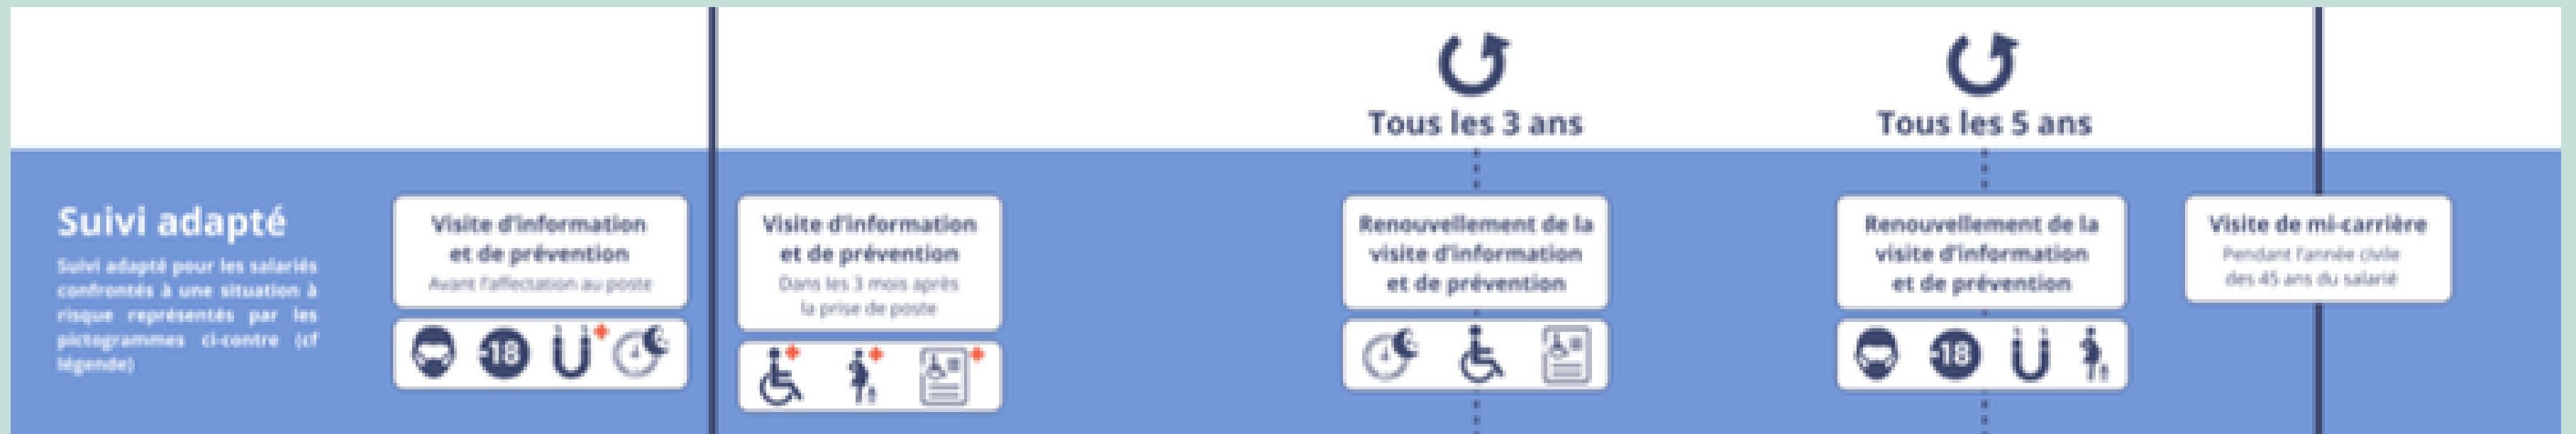 Tous les 3 ans
Tous les 5 ans
Suivi adapté
Suivi adapté pour les salariés
confrontés à une situation à
risque représentés par les
pictogrammes ci-contre (cf
légende)
Visite d'information
et de prévention
Avant l'affectation au poste
-18
Visite d'information
et de prévention
Dans les 3 mois après
la prise de poste
Renouvellement de la
visite d'information
et de prévention
Renouvellement de la
visite d'information
et de prévention
-18
Visite de mi-carrière
Pendant l'année civile
des 45 ans du salarié